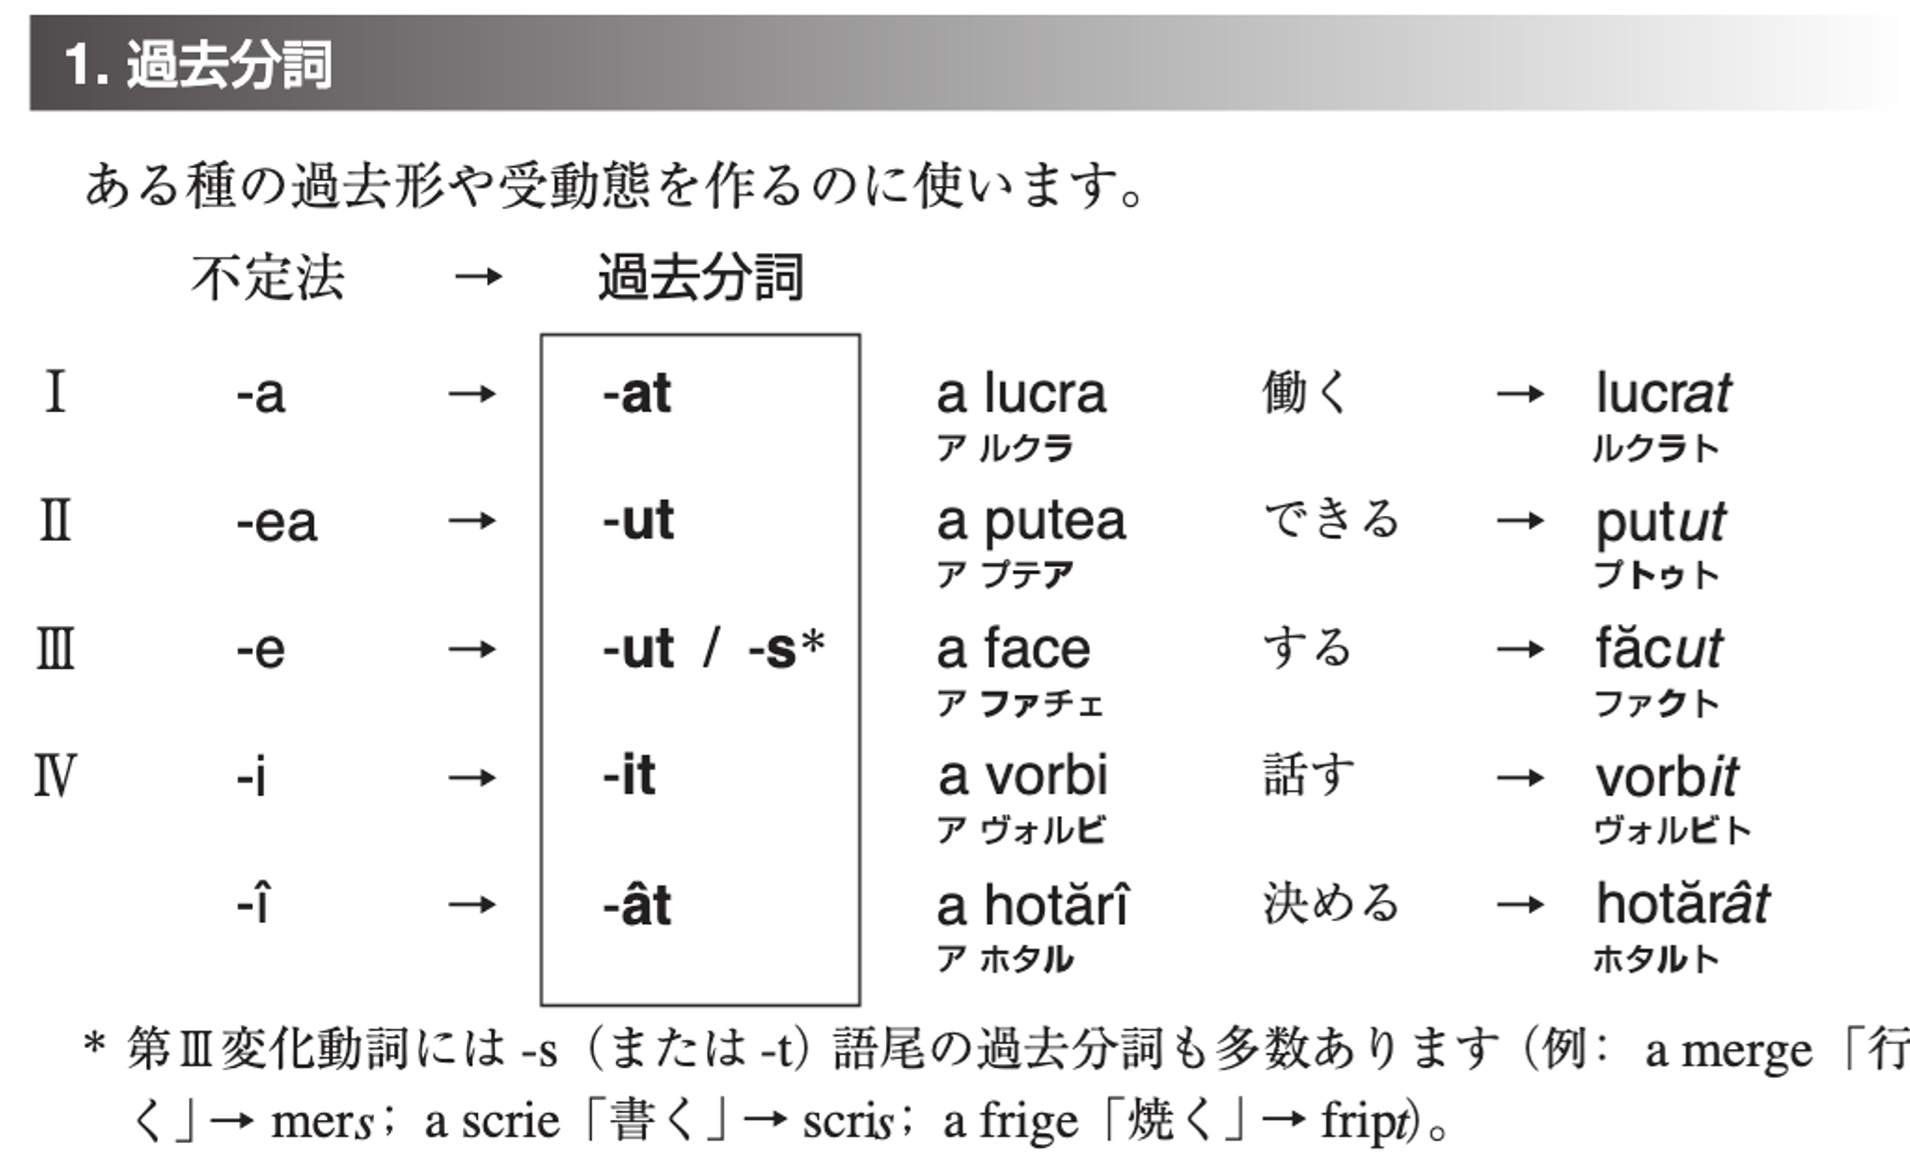 1. 過去分詞
ある種の過去形や受動態を作るのに使います。
不定法 → 過去分詞
Ⅰ -a → -at a lucra 働く → lucrat
ア ルクラ ルクラト
Ⅱ -ea → -ut a putea できる → putut
ア プテア プトゥト
Ⅲ -e → -ut / -s* a face する → făcut
ア ファチェ ファクト
Ⅳ -i → -it a vorbi 話す → vorbit
ア ヴォルビ ヴォルビト
-î → -ât a hotărî 決める → hotărât
ア ホタル ホタルト
* 第Ⅲ変化動詞には -s（または -t）語尾の過去分詞も多数あります（例： a merge「行
く」→ mers；a scrie「書く」→ scris；a frige「焼く」→ fript）。